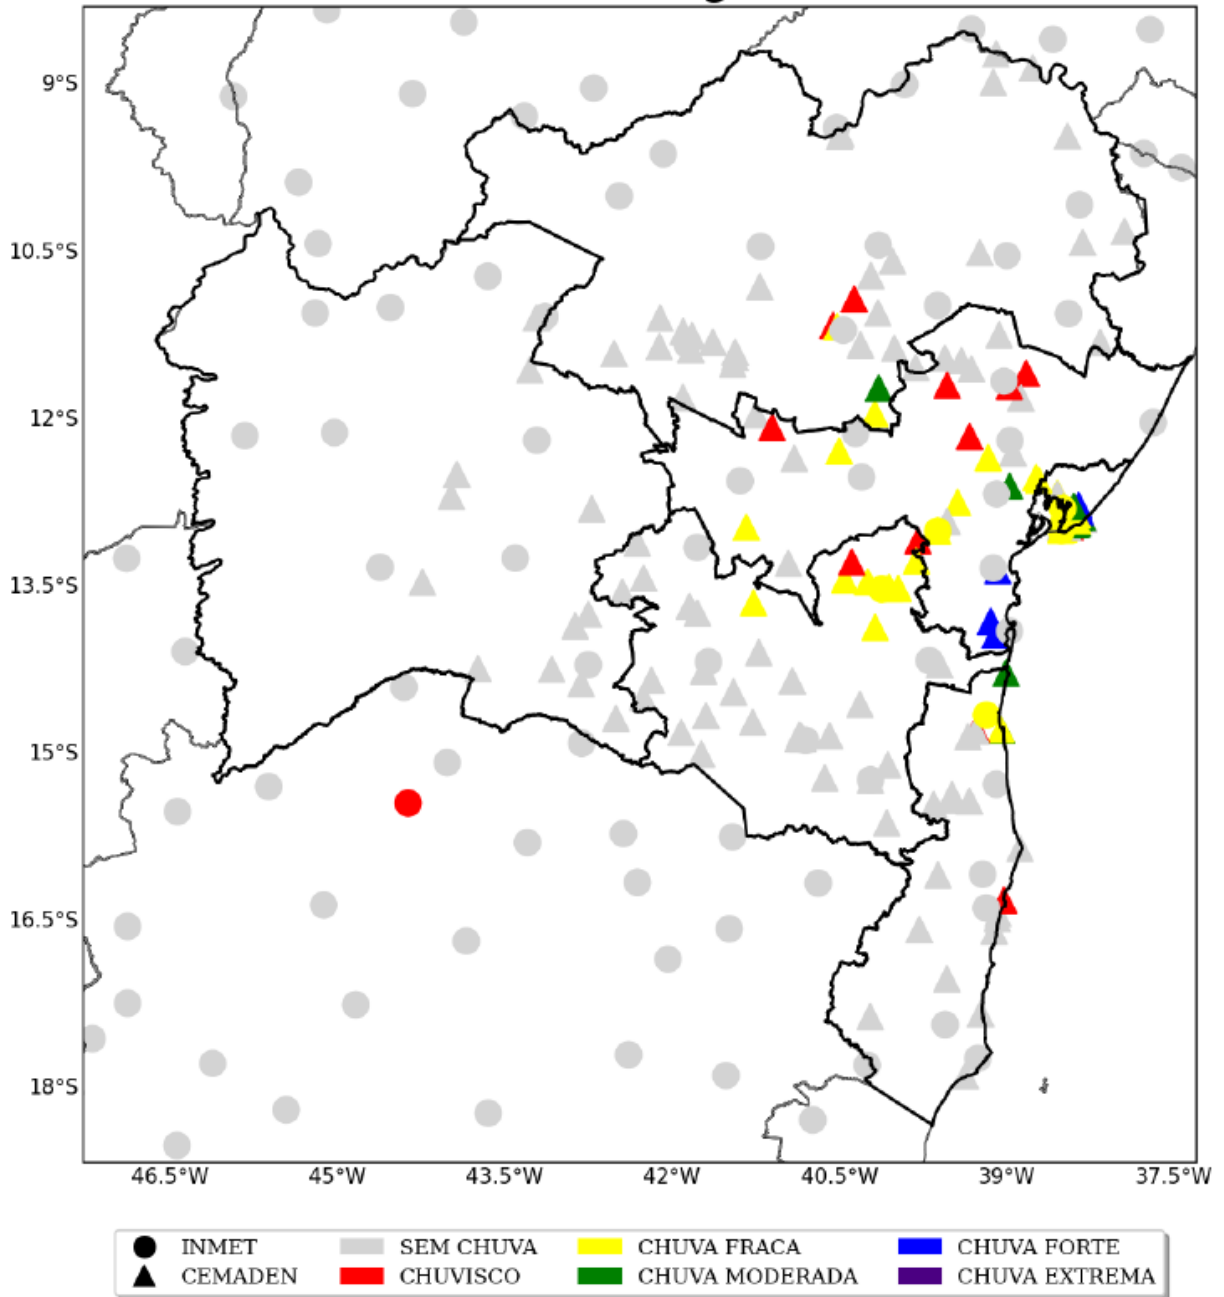 9°S
10.5°S
12°S
13.5°S
15°S
16.5°S
18°S
46.5°W 45°W 43.5°W 42°W 40.5°W 39°W 37.5°W
INMET SEM CHUVA CHUVA FRACA CHUVA FORTE
CEMADEN CHUVISCO CHUVA MODERADA CHUVA EXTREMA